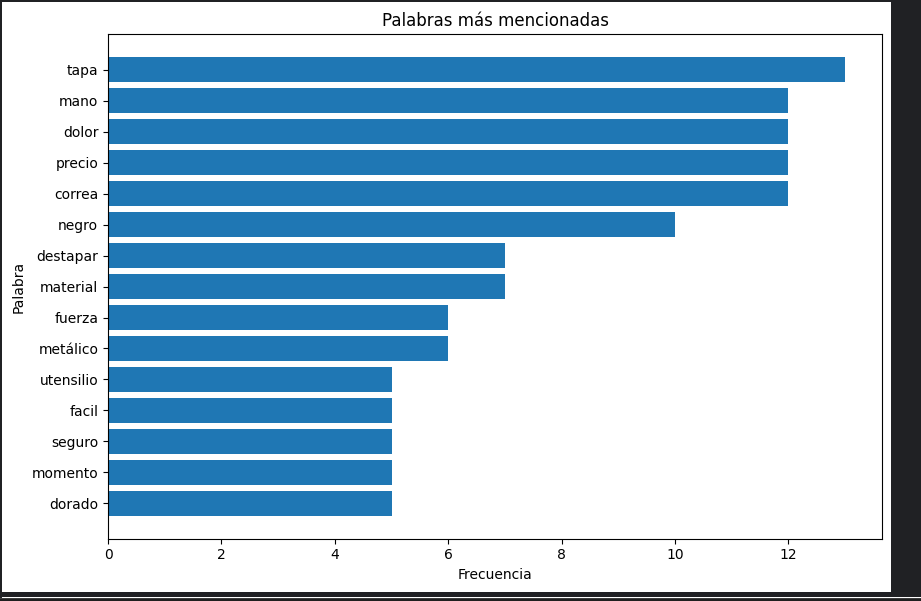 Palabras más mencionadas
tapa
mano
dolor
precio
correa
negro
destapar
material
fuerza
metálico
utensilio
facil
seguro
momento
dorado
Palabra
0 2 4 6 8 10 12
Frecuencia